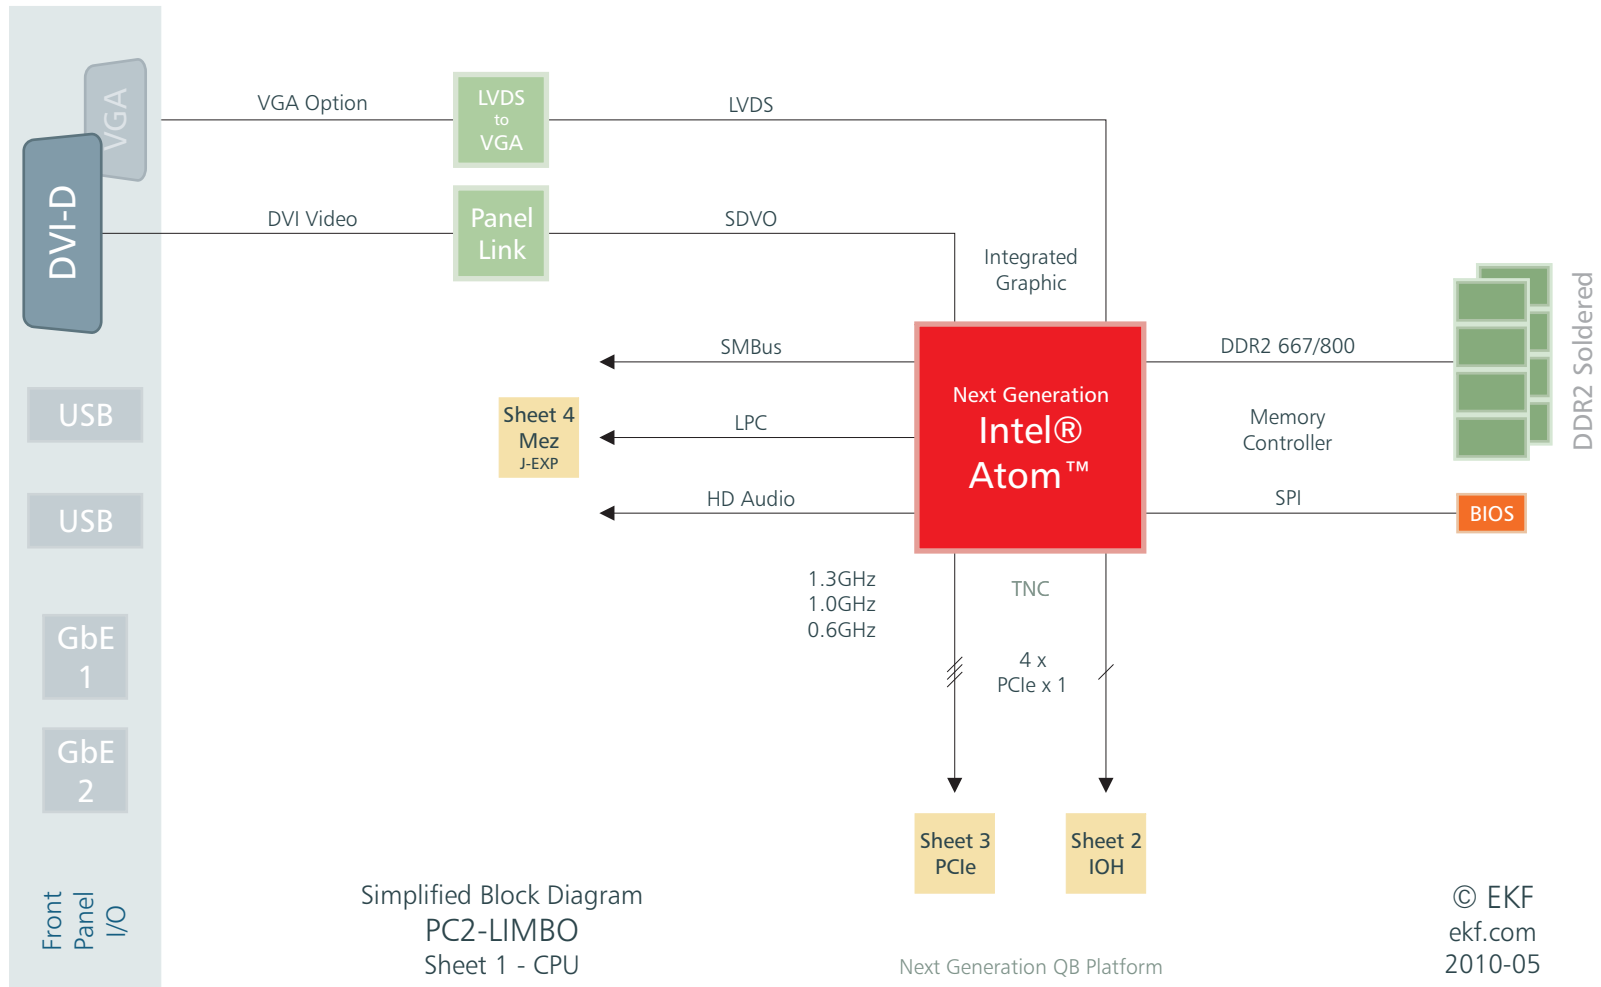 VGA
DVI-D
VGA Option
LVDS
to
VGA
LVDS
DVI Video
Panel
Link
SDVO
Integrated
Graphic
SMBus
DDR2 667/800
DDR2 Soldered
Next Generation
Intel®
Atom™
Sheet 4
Mez
J-EXP
LPC
Memory
Controller
USB
USB
HD Audio
SPI
BIOS
1.3GHz
1.0GHz
0.6GHz
TNC
4 x
PCIe x 1
GbE
1
GbE
2
Sheet 3
PCIe
Sheet 2
IOH
Front
Panel
I/O
Simplified Block Diagram
PC2-LIMBO
Sheet 1 - CPU
Next Generation QB Platform
© EKF
ekf.com
2010-05